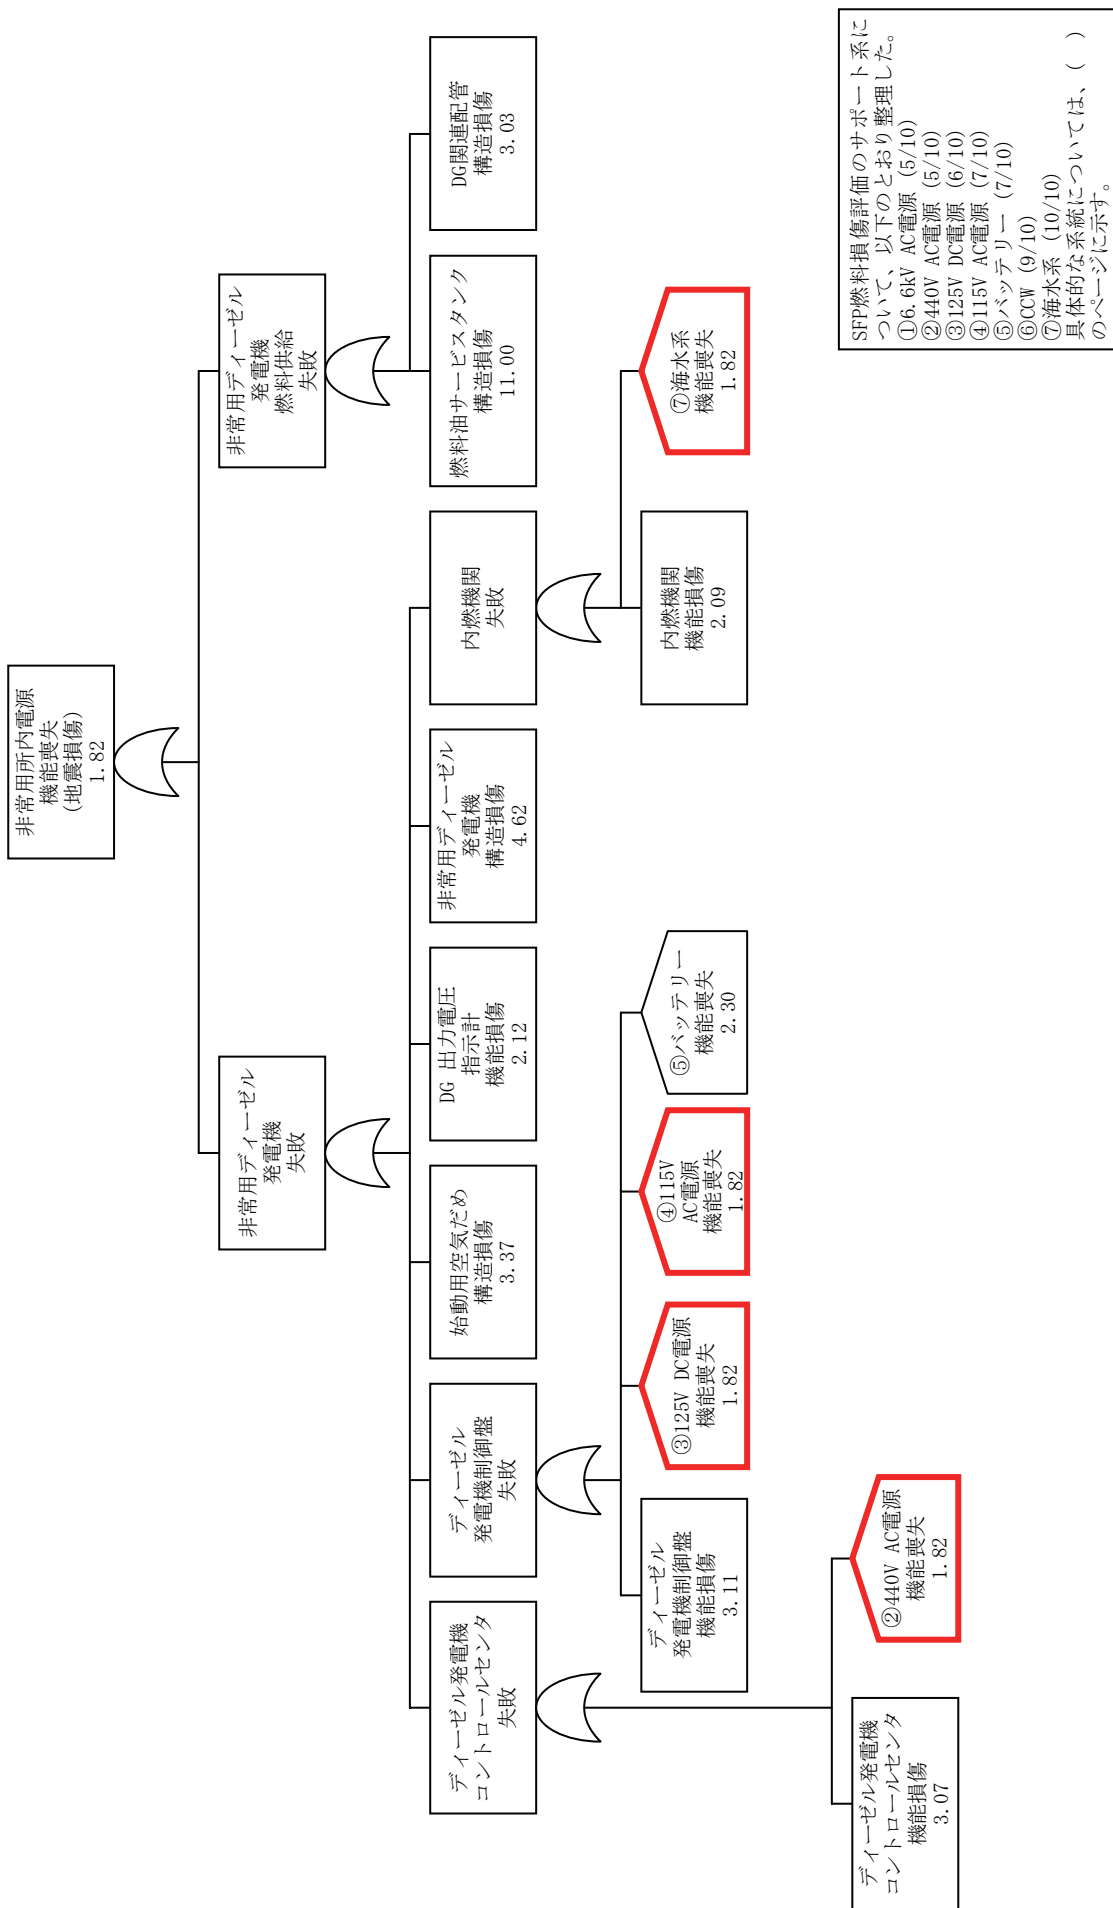 非常用所内電源
機能喪失
(地震損傷)
1.82
非常用ディーゼル
発電機
失敗
非常用ディーゼル
発電機
燃料供給
失敗
ディーゼル発電機
コントロールセンタ
失敗
ディーゼル
発電機制御盤
失敗
始動用空気だめ
構造損傷
3.37
DG 出力電圧
指示計
機能損傷
2.12
非常用ディーゼル
発電機
構造損傷
4.62
内燃機関
失敗
燃料油サービスタンク
構造損傷
11.00
DG関連配管
構造損傷
3.03
ディーゼル
発電機制御盤
機能損傷
3.11
③125V DC電源
機能喪失
1.82
④115V
AC電源
機能喪失
1.82
⑤バッテリー
機能喪失
2.30
内燃機関
機能損傷
2.09
⑦海水系
機能喪失
1.82
ディーゼル発電機
コントロールセンタ
機能損傷
3.07
②440V AC電源
機能喪失
1.82
SFP燃料損傷評価のサポート系に
ついて、以下のとおり整理した。
①6.6kV AC電源 (5/10)
②440V AC電源 (5/10)
③125V DC電源 (6/10)
④115V AC電源 (7/10)
⑤バッテリー (7/10)
⑥CCW (9/10)
⑦海水系 (10/10)
具体的な系統については、( )
のページに示す。